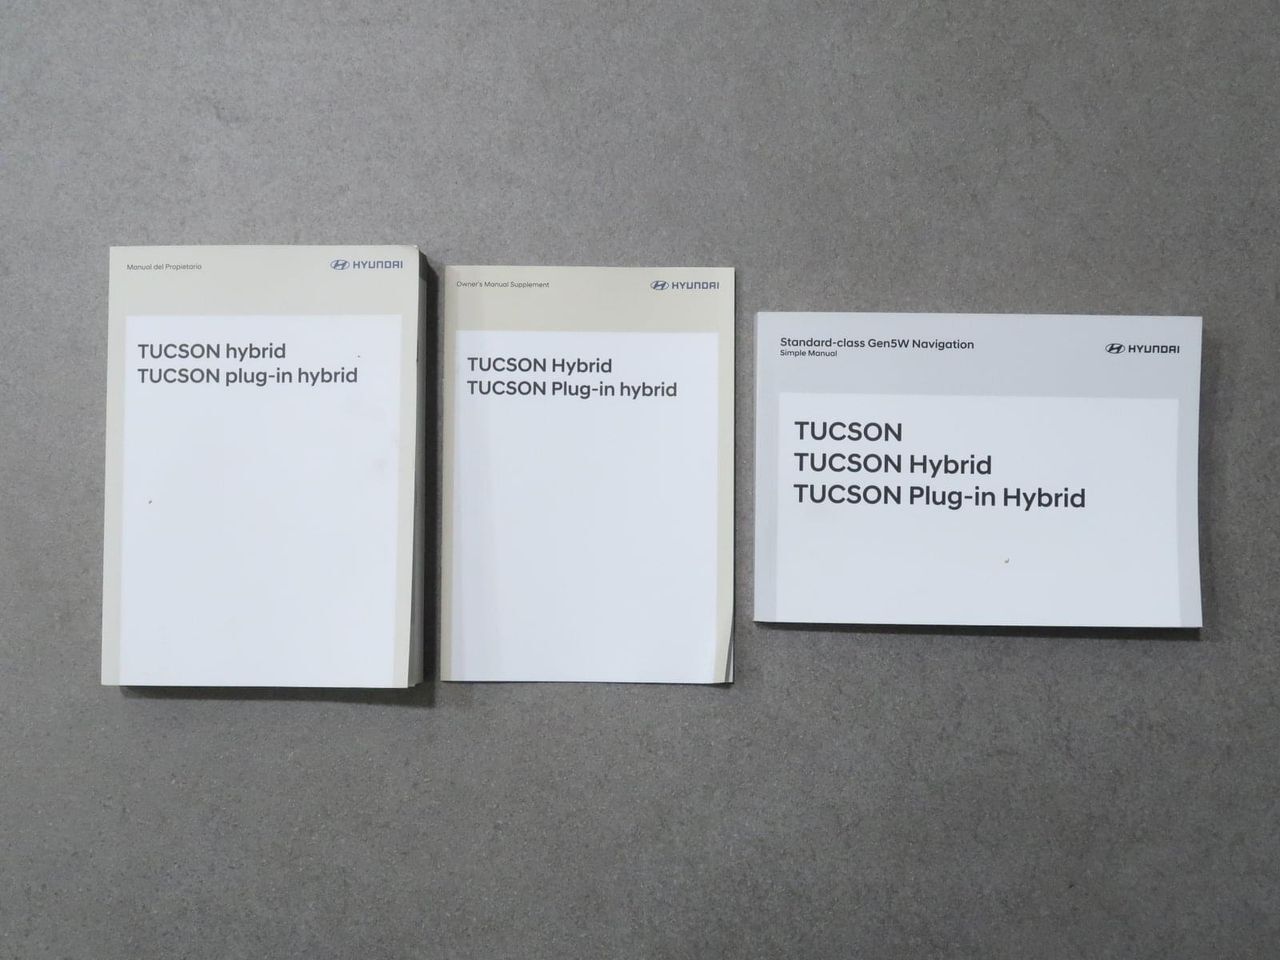 Manual del Propietario
HYUNDAI
TUCSON hybrid
TUCSON plug-in hybrid
Owner's Manual Supplement
HYUNDAI
TUCSON Hybrid
TUCSON Plug-in hybrid
Standard-class Gen5W Navigation
Simple Manual
HYUNDAI
TUCSON
TUCSON Hybrid
TUCSON Plug-in Hybrid